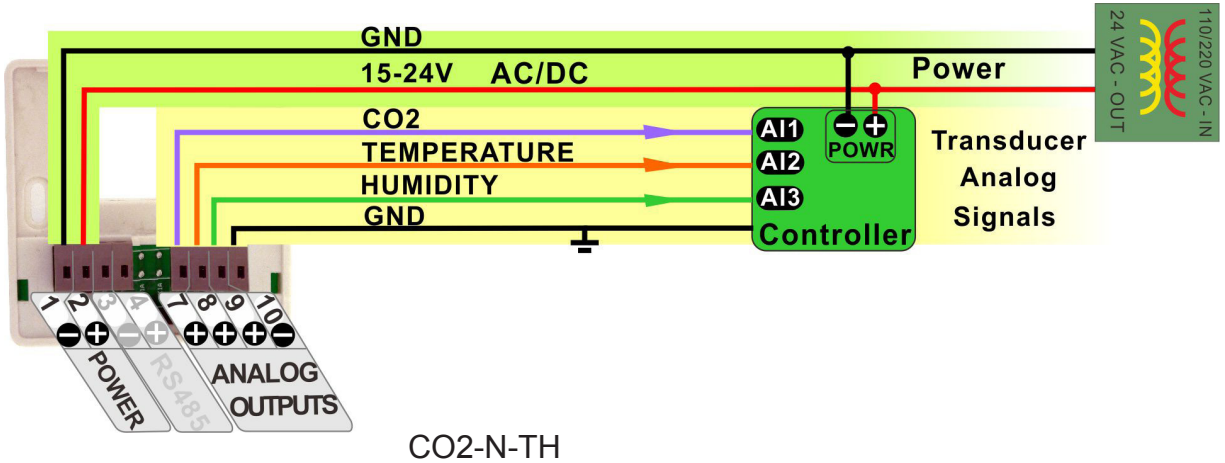 GND
15-24V AC/DC
Power
110/220 VAC - IN
24 VAC - OUT
CO2
TEMPERATURE
HUMIDITY
GND
AI1
AI2
AI3
POWR
Controller
Transducer
Analog
Signals
1 2 3 4 7 8 9 10
POWER
RS485
ANALOG
OUTPUTS
CO2-N-TH